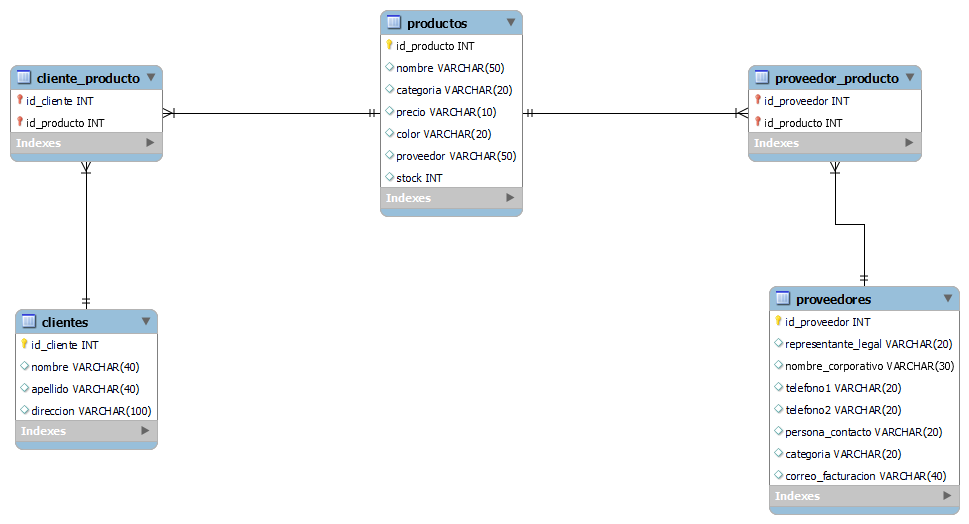 productos
id_producto INT
nombre VARCHAR(50)
categoria VARCHAR(20)
precio VARCHAR(10)
color VARCHAR(20)
proveedor VARCHAR(50)
stock INT
Indexes
cliente_producto
id_cliente INT
id_producto INT
Indexes
proveedor_producto
id_proveedor INT
id_producto INT
Indexes
clientes
id_cliente INT
nombre VARCHAR(40)
apellido VARCHAR(40)
direccion VARCHAR(100)
Indexes
proveedores
id_proveedor INT
representante_legal VARCHAR(20)
nombre_corporativo VARCHAR(30)
telefono1 VARCHAR(20)
telefono2 VARCHAR(20)
persona_contacto VARCHAR(20)
categoria VARCHAR(20)
correo_facturacion VARCHAR(40)
Indexes